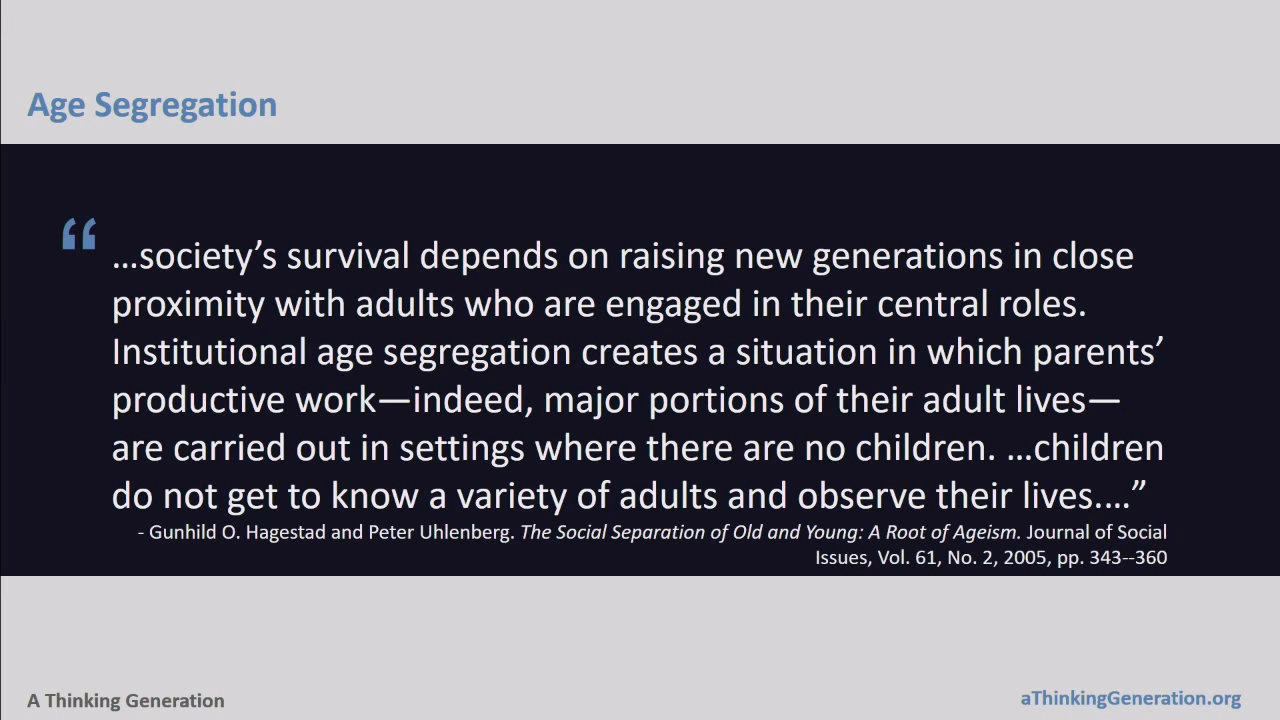 Age Segregation
“
…society’s survival depends on raising new generations in close
proximity with adults who are engaged in their central roles.
Institutional age segregation creates a situation in which parents’
productive work—indeed, major portions of their adult lives—
are carried out in settings where there are no children. …children
do not get to know a variety of adults and observe their lives.…”
- Gunhild O. Hagestad and Peter Uhlenberg. The Social Separation of Old and Young: A Root of Ageism. Journal of Social
Issues, Vol. 61, No. 2, 2005, pp. 343--360
A Thinking Generation
aThinkingGeneration.org